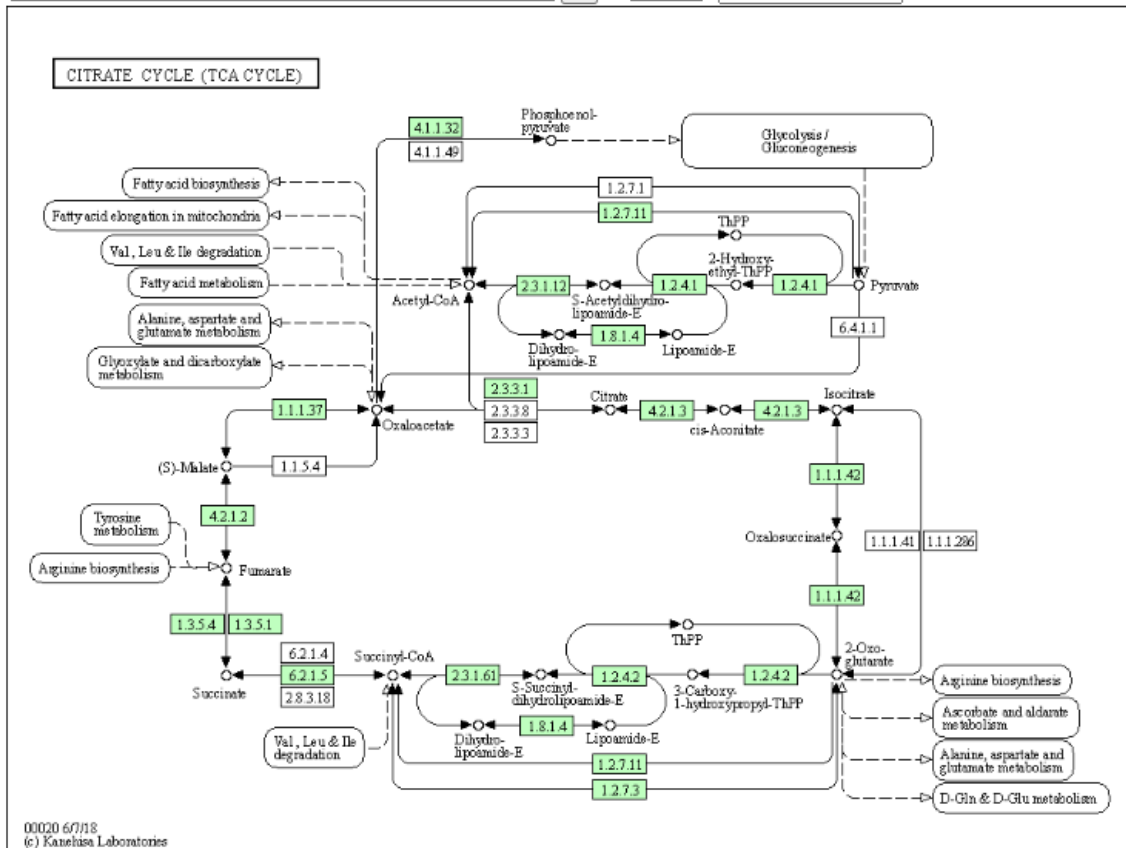 CITRATE CYCLE (TCA CYCLE)
Phosphoenol-
pyruvate
4.1.1.32
4.1.1.49
Glycolysis /
Gluconeogenesis
Fatty acid biosynthesis
Fatty acid elongation in mitochondria
Val, Leu & Ile degradation
Fatty acid metabolism
Alanine, aspartate and
glutamate metabolism
Glyoxylate and dicarboxylate
metabolism
1.2.7.1
1.2.7.11
ThPP
2-Hydroxy-
ethyl-ThPP
Acetyl-CoA
2.3.1.12
S-Acetyldihydro-
lipoamide-E
1.2.4.1
1.2.4.1
Pyruvate
1.8.1.4
Dihydro-
lipoamide-E
Lipoamide-E
6.4.1.1
1.1.1.37
Oxaloacetate
2.3.3.1
2.3.3.8
2.3.3.3
Citrate
4.2.1.3
cis-Aconitate
4.2.1.3
Isocitrate
(S)-Malate
1.1.5.4
1.1.1.42
4.2.1.2
Tyrosine
metabolism
Oxalosuccinate
1.1.1.41
1.1.1.286
Arginine biosynthesis
Fumarate
1.1.1.42
1.3.5.4
1.3.5.1
ThPP
6.2.1.4
6.2.1.5
2.8.3.18
Succinate
Succinyl-CoA
2.3.1.61
S-Succinyl-
dihydrolipoamide-E
1.2.4.2
3-Carboxy-
1-hydroxypropyl-ThPP
1.2.4.2
2-Oxo-
glutarate
Val, Leu & Ile
degradation
Dihydro-
lipoamide-E
1.8.1.4
Lipoamide-E
1.2.7.11
1.2.7.3
Arginine biosynthesis
Ascorbate and aldarate
metabolism
Alanine, aspartate and
glutamate metabolism
D-Gln & D-Glu metabolism
00020 6/7/18
(c) Kanehisa Laboratories